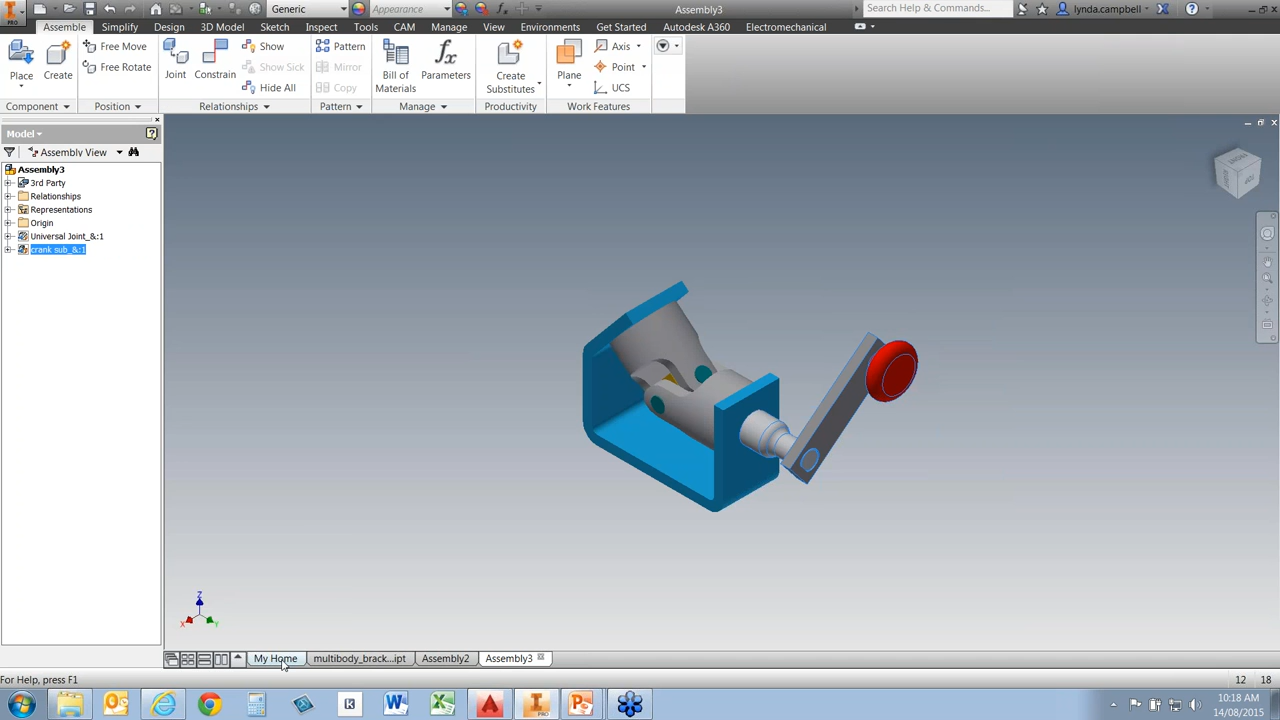 Generic
Appearance
Assembly3
Search Help & Commands...
lynda.campbell
PRO
Assemble Simplify Design 3D Model Sketch Inspect Tools CAM Manage View Environments Get Started Autodesk A360 Electromechanical
Place
Create
Free Move
Free Rotate
Joint
Constrain
Show
Show Sick
Hide All
Pattern
Mirror
Copy
Bill of
Materials
Parameters
Create
Substitutes
Plane
Axis
Point
UCS
Component Position Relationships Pattern Manage Productivity Work Features
Model
Assembly View
Assembly3
3rd Party
Relationships
Representations
Origin
Universal Joint_&:1
crank sub_&:1
Z
X
Y
My Home multibody_brack...ipt Assembly2 Assembly3
For Help, press F1
12 18
10:18 AM
14/08/2015